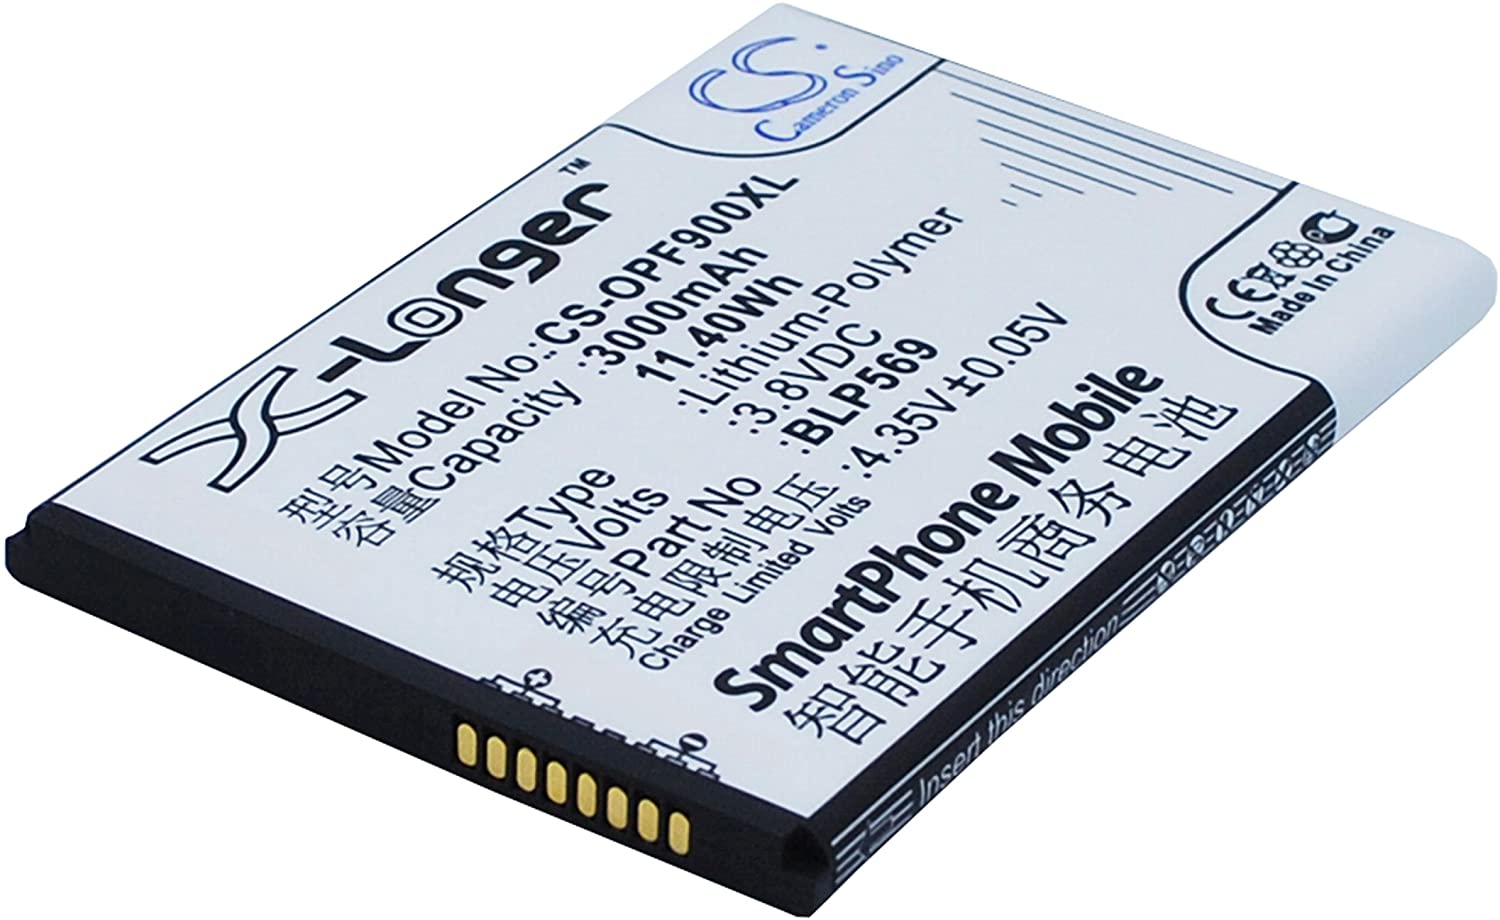 CS.
Cameron Sino
X-Longer™
型号Model No.:CS-OPF900XL
容量Capacity :3000mAh
11.40Wh
规格Type :Lithium-Polymer
电压Volts :3.8VDC
编号Part No :BLP569
充电限制电压:4.35V±0.05V
Charge Limited Volts
SmartPhone Mobile
智能手机商务电池
CE
Made in China
+ -
Insert this direction